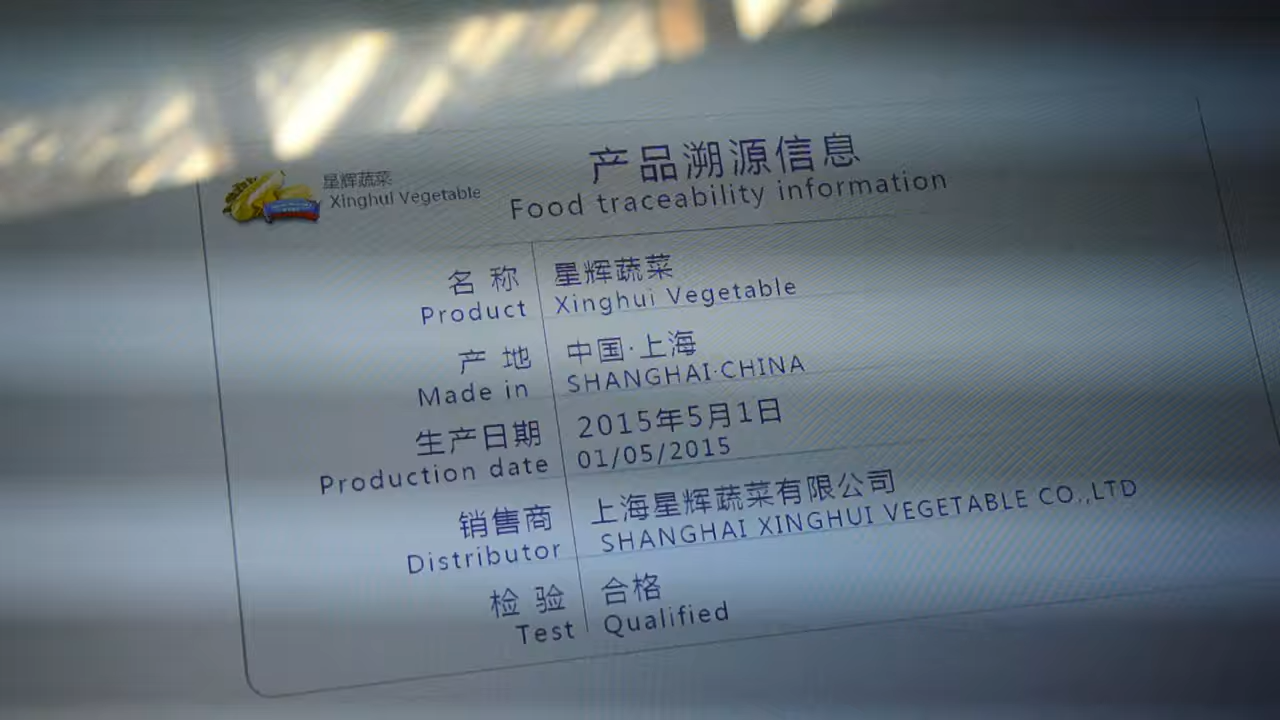 星辉蔬菜
Xinghui Vegetable
产品溯源信息
Food traceability information
名 称
Product
星辉蔬菜
Xinghui Vegetable
产 地
Made in
中国·上海
SHANGHAI·CHINA
生产日期
Production date
2015年5月1日
01/05/2015
销售商
Distributor
上海星辉蔬菜有限公司
SHANGHAI XINGHUI VEGETABLE CO.,LTD
检 验
Test
合格
Qualified